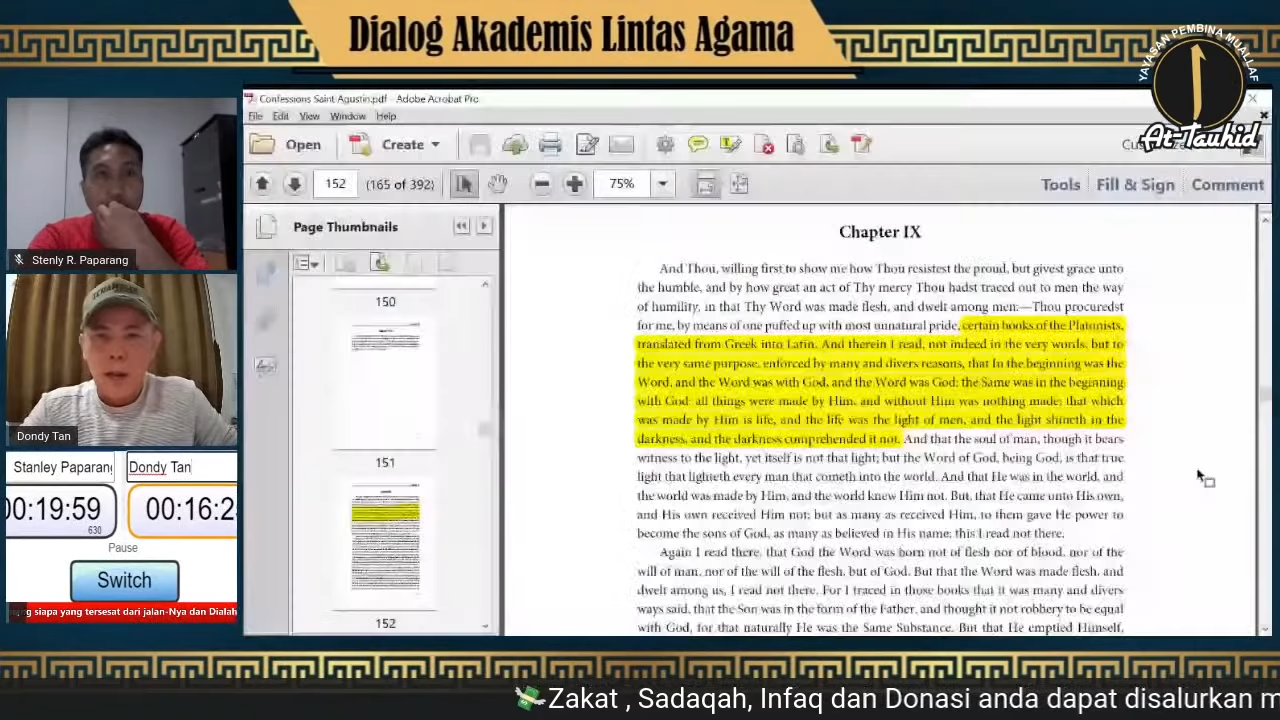 Dialog Akademis Lintas Agama
YAYASAN PEMBINA MUALLAF
At-Tauhid
Confessions Saint Agustin.pdf - Adobe Acrobat Pro
File Edit View Window Help
Open Create
152 (165 of 392) 75% Tools Fill & Sign Comment
Page Thumbnails
150
151
152
Chapter IX
And Thou, willing first to show me how Thou resistest the proud, but givest grace unto
the humble, and by how great an act of Thy mercy Thou hadst traced out to men the way
of humility, in that Thy Word was made flesh, and dwelt among men:—Thou procuredst
for me, by means of one puffed up with most unnatural pride, certain books of the Platonists,
translated from Greek into Latin. And therein I read, not indeed in the very words, but to
the very same purpose, enforced by many and divers reasons, that In the beginning was the
Word, and the Word was with God, and the Word was God: the Same was in the beginning
with God: all things were made by Him, and without Him was nothing made: that which
was made by Him is life, and the life was the light of men, and the light shineth in the
darkness, and the darkness comprehended it not. And that the soul of man, though it bears
witness to the light, yet itself is not that light; but the Word of God, being God, is that true
light that lighteth every man that cometh into the world. And that He was in the world, and
the world was made by Him, and the world knew Him not. But, that He came unto His own,
and His own received Him not; but as many as received Him, to them gave He power to
become the sons of God, as many as believed in His name; this I read not there.
Again I read there, that God the Word was born not of flesh nor of blood, nor of the
will of man, nor of the will of the flesh, but of God. But that the Word was made flesh, and
dwelt among us, I read not there. For I traced in those books that it was many and divers
ways said, that the Son was in the form of the Father, and thought it not robbery to be equal
with God, for that naturally He was the Same Substance. But that He emptied Himself,
Stenly R. Paparang
Dondy Tan
Stanley Paparang Dondy Tan
00:19:59 00:16:2
630
Pause
Switch
siapa yang tersesat dari jalan-Nya dan Dialah
Zakat , Sadaqah, Infaq dan Donasi anda dapat disalurkan m